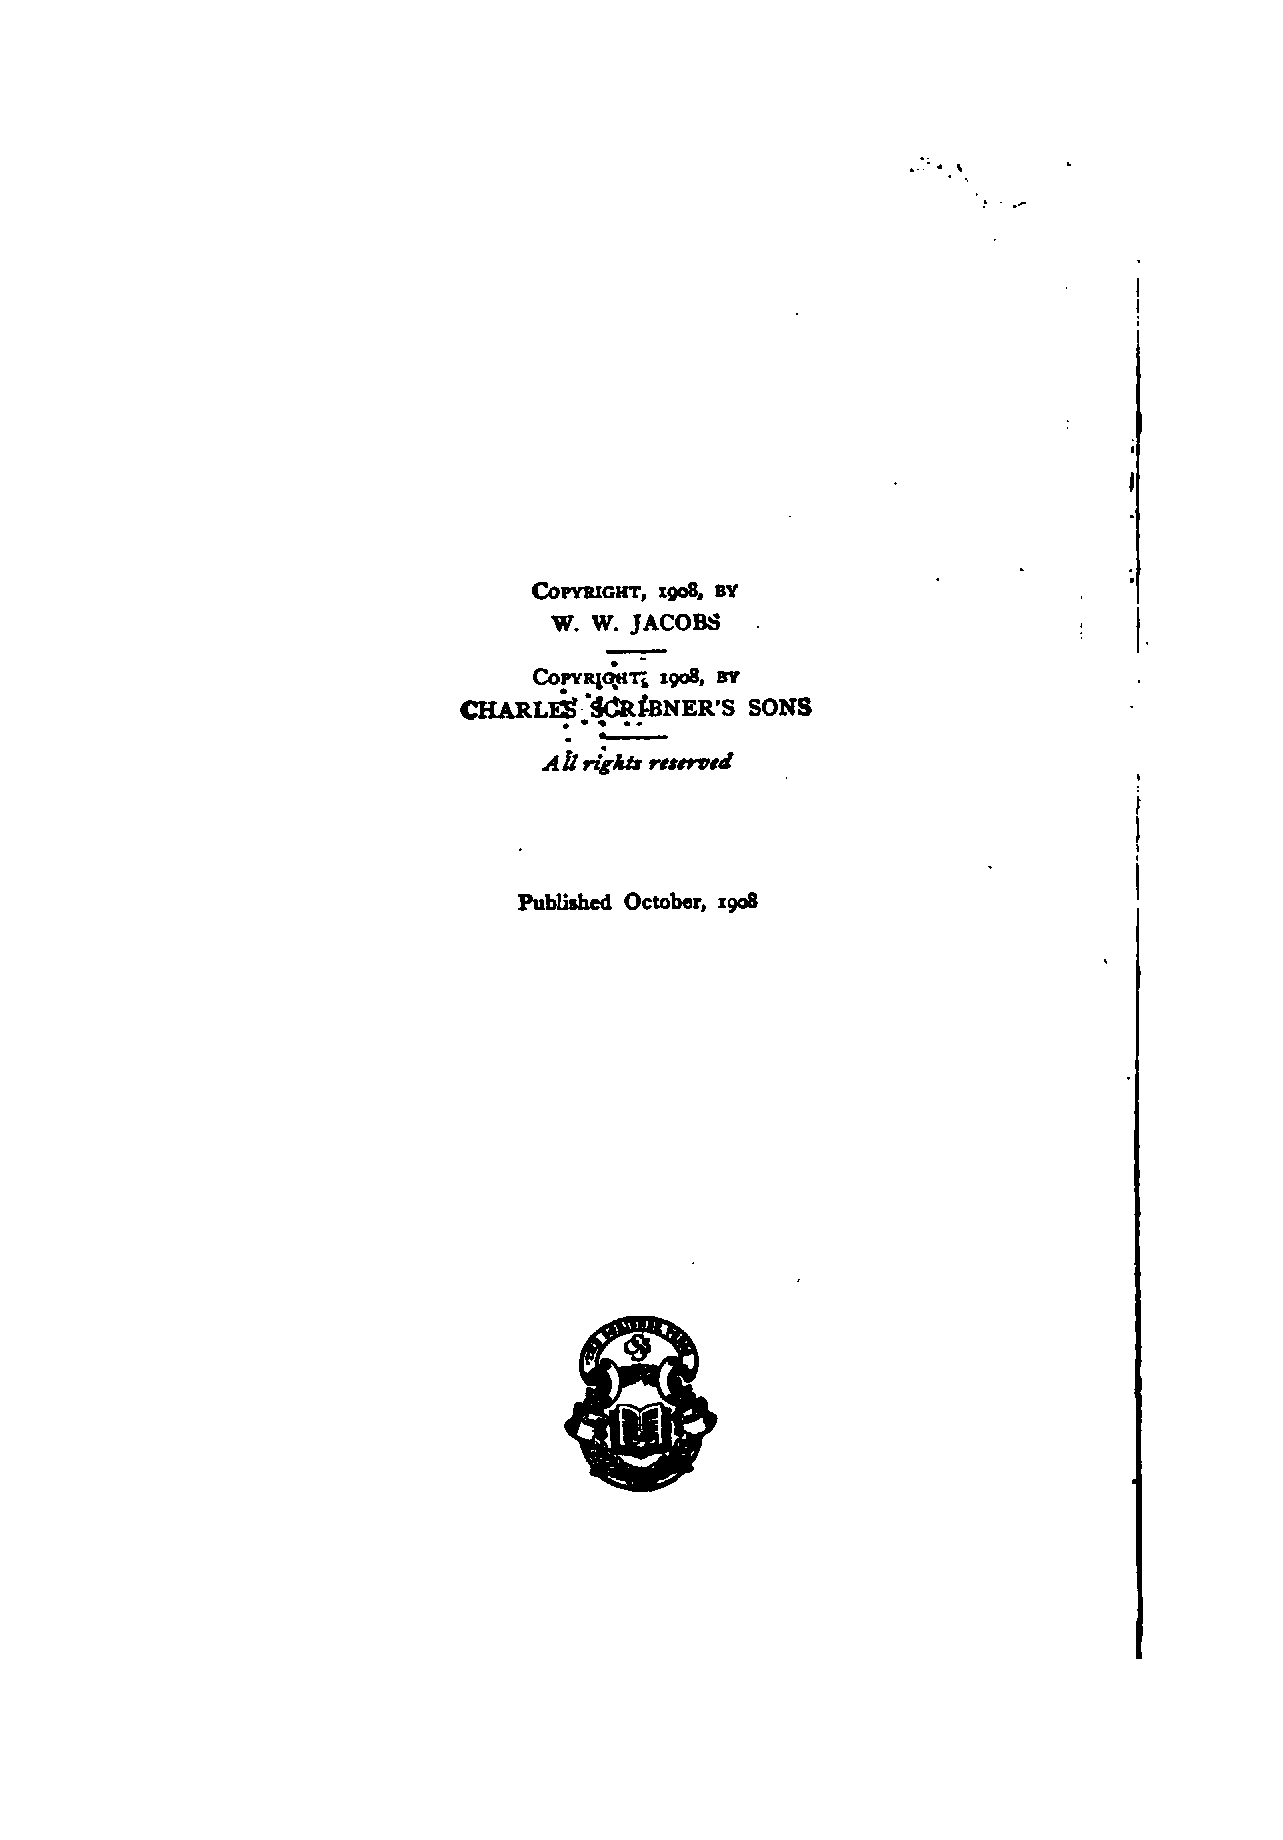 COPYRIGHT, 1908, BY
W. W. JACOBS
COPYRIGHT, 1908, BY
CHARLES SCRIBNER'S SONS
All rights reserved
Published October, 1908